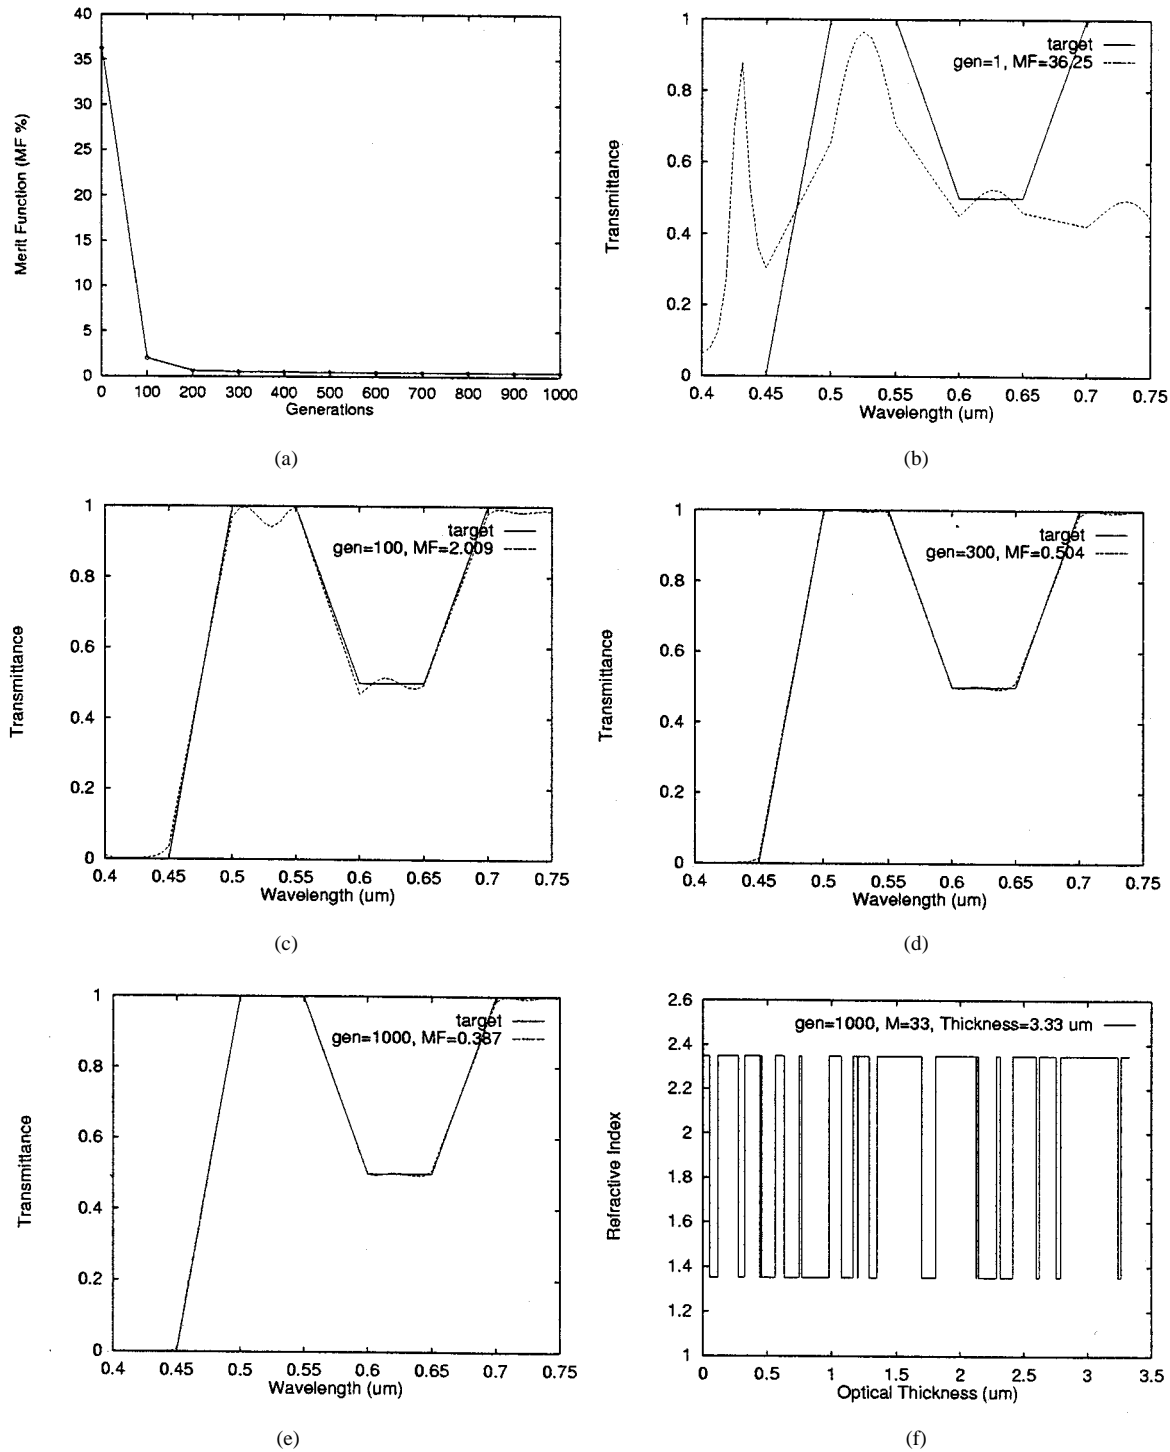 40
35
30
25
20
15
10
5
0
Merit Function (MF %)
0 100 200 300 400 500 600 700 800 900 1000
Generations
(a)
1
0.8
0.6
0.4
0.2
0
Transmittance
target
gen=1, MF=36.25
0.4 0.45 0.5 0.55 0.6 0.65 0.7 0.75
Wavelength (um)
(b)
1
0.8
0.6
0.4
0.2
0
Transmittance
target
gen=100, MF=2.009
0.4 0.45 0.5 0.55 0.6 0.65 0.7 0.75
Wavelength (um)
(c)
1
0.8
0.6
0.4
0.2
0
Transmittance
target
gen=300, MF=0.504
0.4 0.45 0.5 0.55 0.6 0.65 0.7 0.75
Wavelength (um)
(d)
1
0.8
0.6
0.4
0.2
0
Transmittance
target
gen=1000, MF=0.387
0.4 0.45 0.5 0.55 0.6 0.65 0.7 0.75
Wavelength (um)
(e)
2.6
2.4
2.2
2
1.8
1.6
1.4
1.2
1
Refractive Index
gen=1000, M=33, Thickness=3.33 um
0 0.5 1 1.5 2 2.5 3 3.5
Optical Thickness (um)
(f)